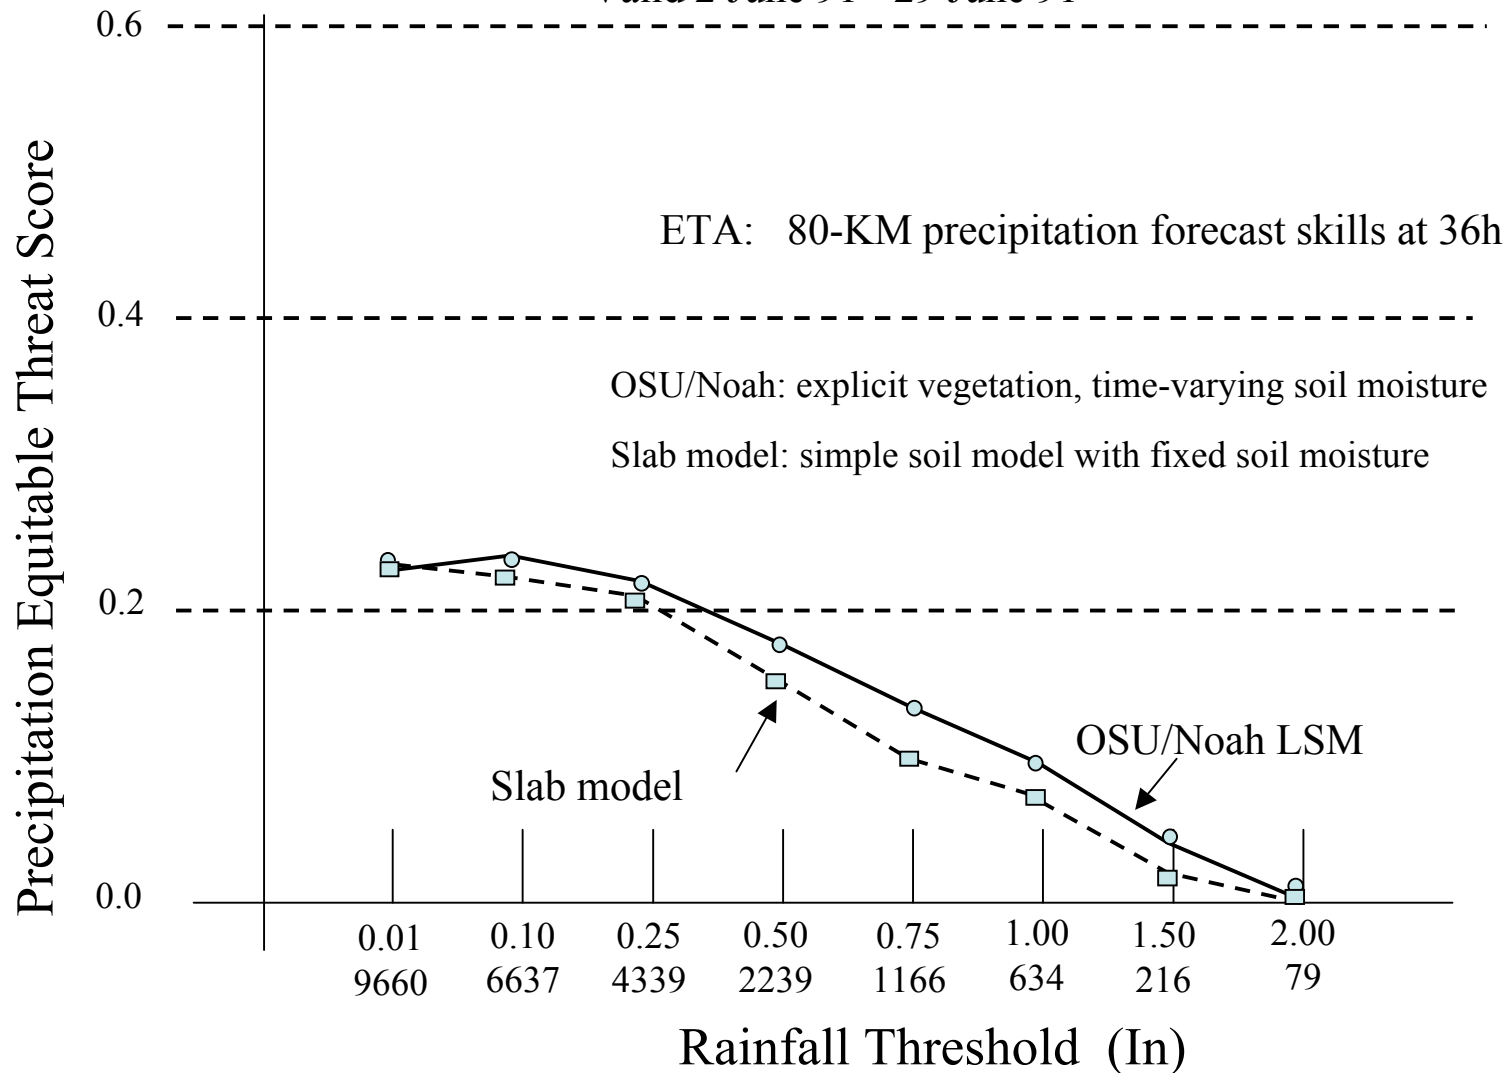 0.6
ETA: 80-KM precipitation forecast skills at 36h
0.4
OSU/Noah: explicit vegetation, time-varying soil moisture
Slab model: simple soil model with fixed soil moisture
0.2
OSU/Noah LSM
Slab model
0.0
0.01 0.10 0.25 0.50 0.75 1.00 1.50 2.00
9660 6637 4339 2239 1166 634 216 79
Rainfall Threshold (In)
Precipitation Equitable Threat Score